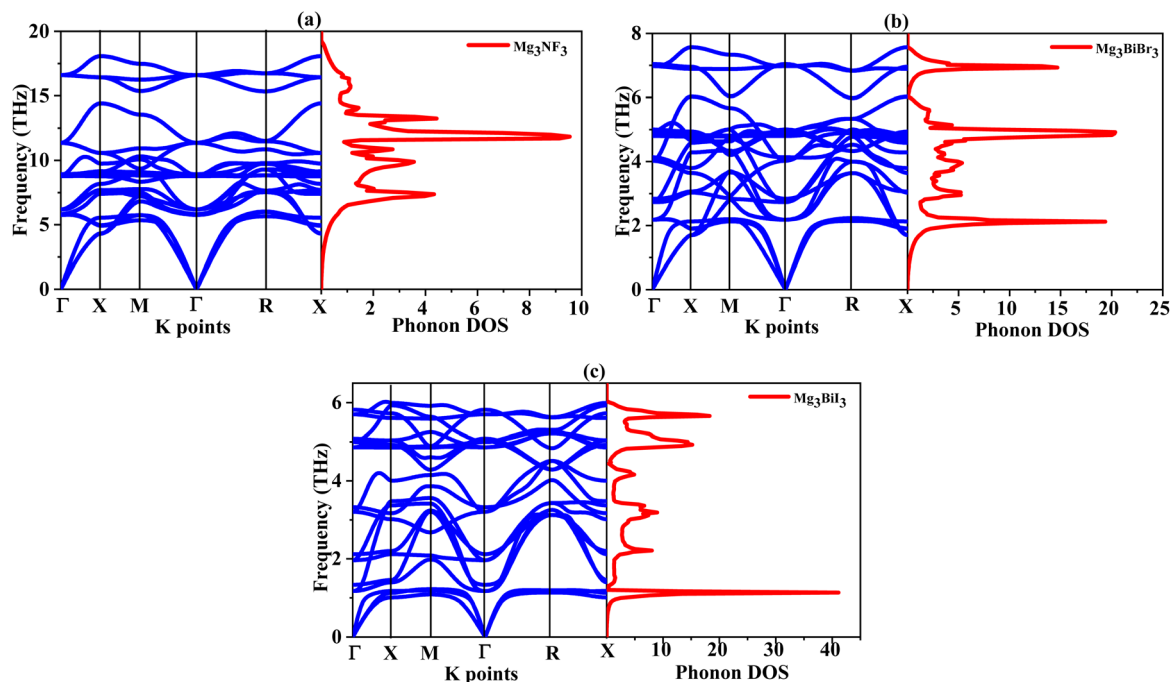 (a)
Frequency (THz)
20
15
10
5
0
Mg₃NF₃
Γ X M Γ R X 2 4 6 8 10
K points Phonon DOS
(b)
Frequency (THz)
8
6
4
2
0
Mg₃BiBr₃
Γ X M Γ R X 5 10 15 20 25
K points Phonon DOS
(c)
Frequency (THz)
6
4
2
0
Mg₃BiI₃
Γ X M Γ R X 10 20 30 40
K points Phonon DOS